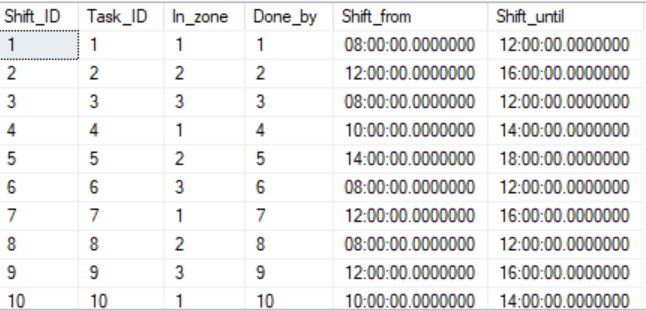 Shift_ID Task_ID In_zone Done_by Shift_from Shift_until
1 1 1 1 08:00:00.0000000 12:00:00.0000000
2 2 2 2 12:00:00.0000000 16:00:00.0000000
3 3 3 3 08:00:00.0000000 12:00:00.0000000
4 4 1 4 10:00:00.0000000 14:00:00.0000000
5 5 2 5 14:00:00.0000000 18:00:00.0000000
6 6 3 6 08:00:00.0000000 12:00:00.0000000
7 7 1 7 12:00:00.0000000 16:00:00.0000000
8 8 2 8 08:00:00.0000000 12:00:00.0000000
9 9 3 9 12:00:00.0000000 16:00:00.0000000
10 10 1 10 10:00:00.0000000 14:00:00.0000000